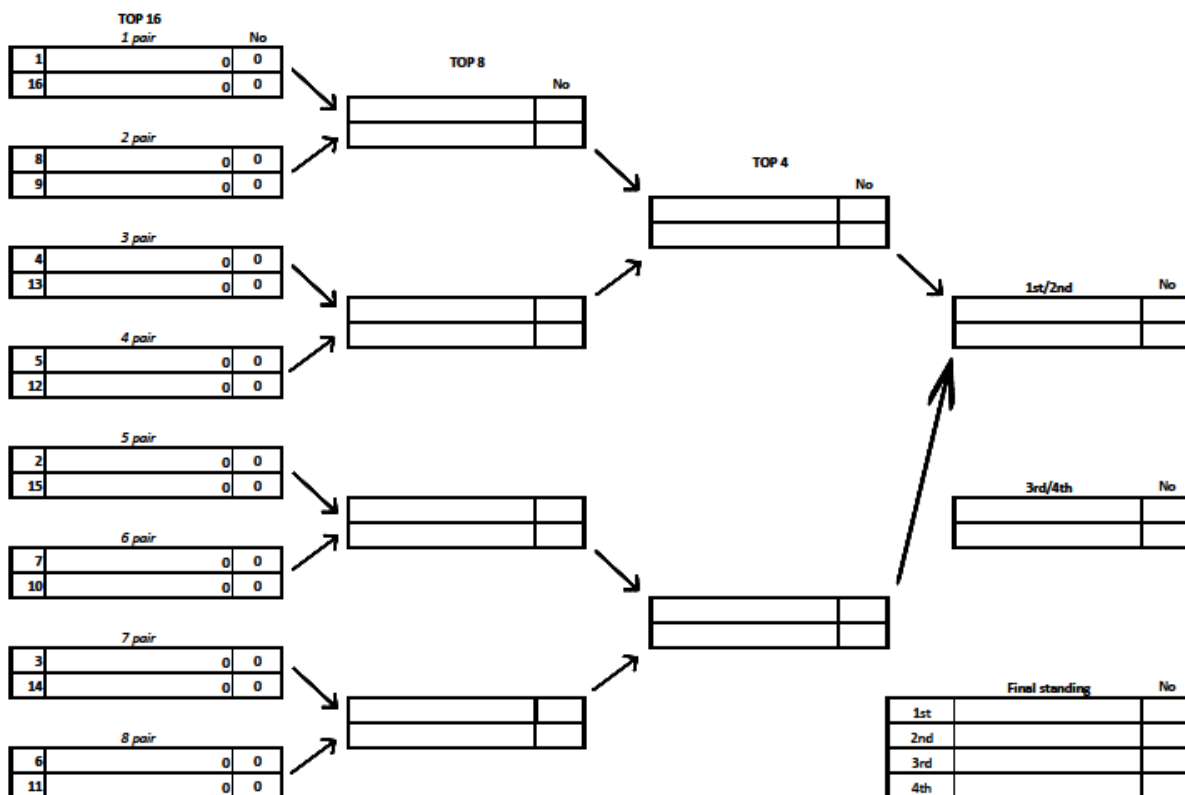 TOP 16
1 pair No
1 0 0
16 0 0
2 pair
8 0 0
9 0 0
3 pair
4 0 0
13 0 0
4 pair
5 0 0
12 0 0
5 pair
2 0 0
15 0 0
6 pair
7 0 0
10 0 0
7 pair
3 0 0
14 0 0
8 pair
6 0 0
11 0 0
TOP 8
No
TOP 4
No
1st/2nd No
3rd/4th No
Final standing No
1st
2nd
3rd
4th